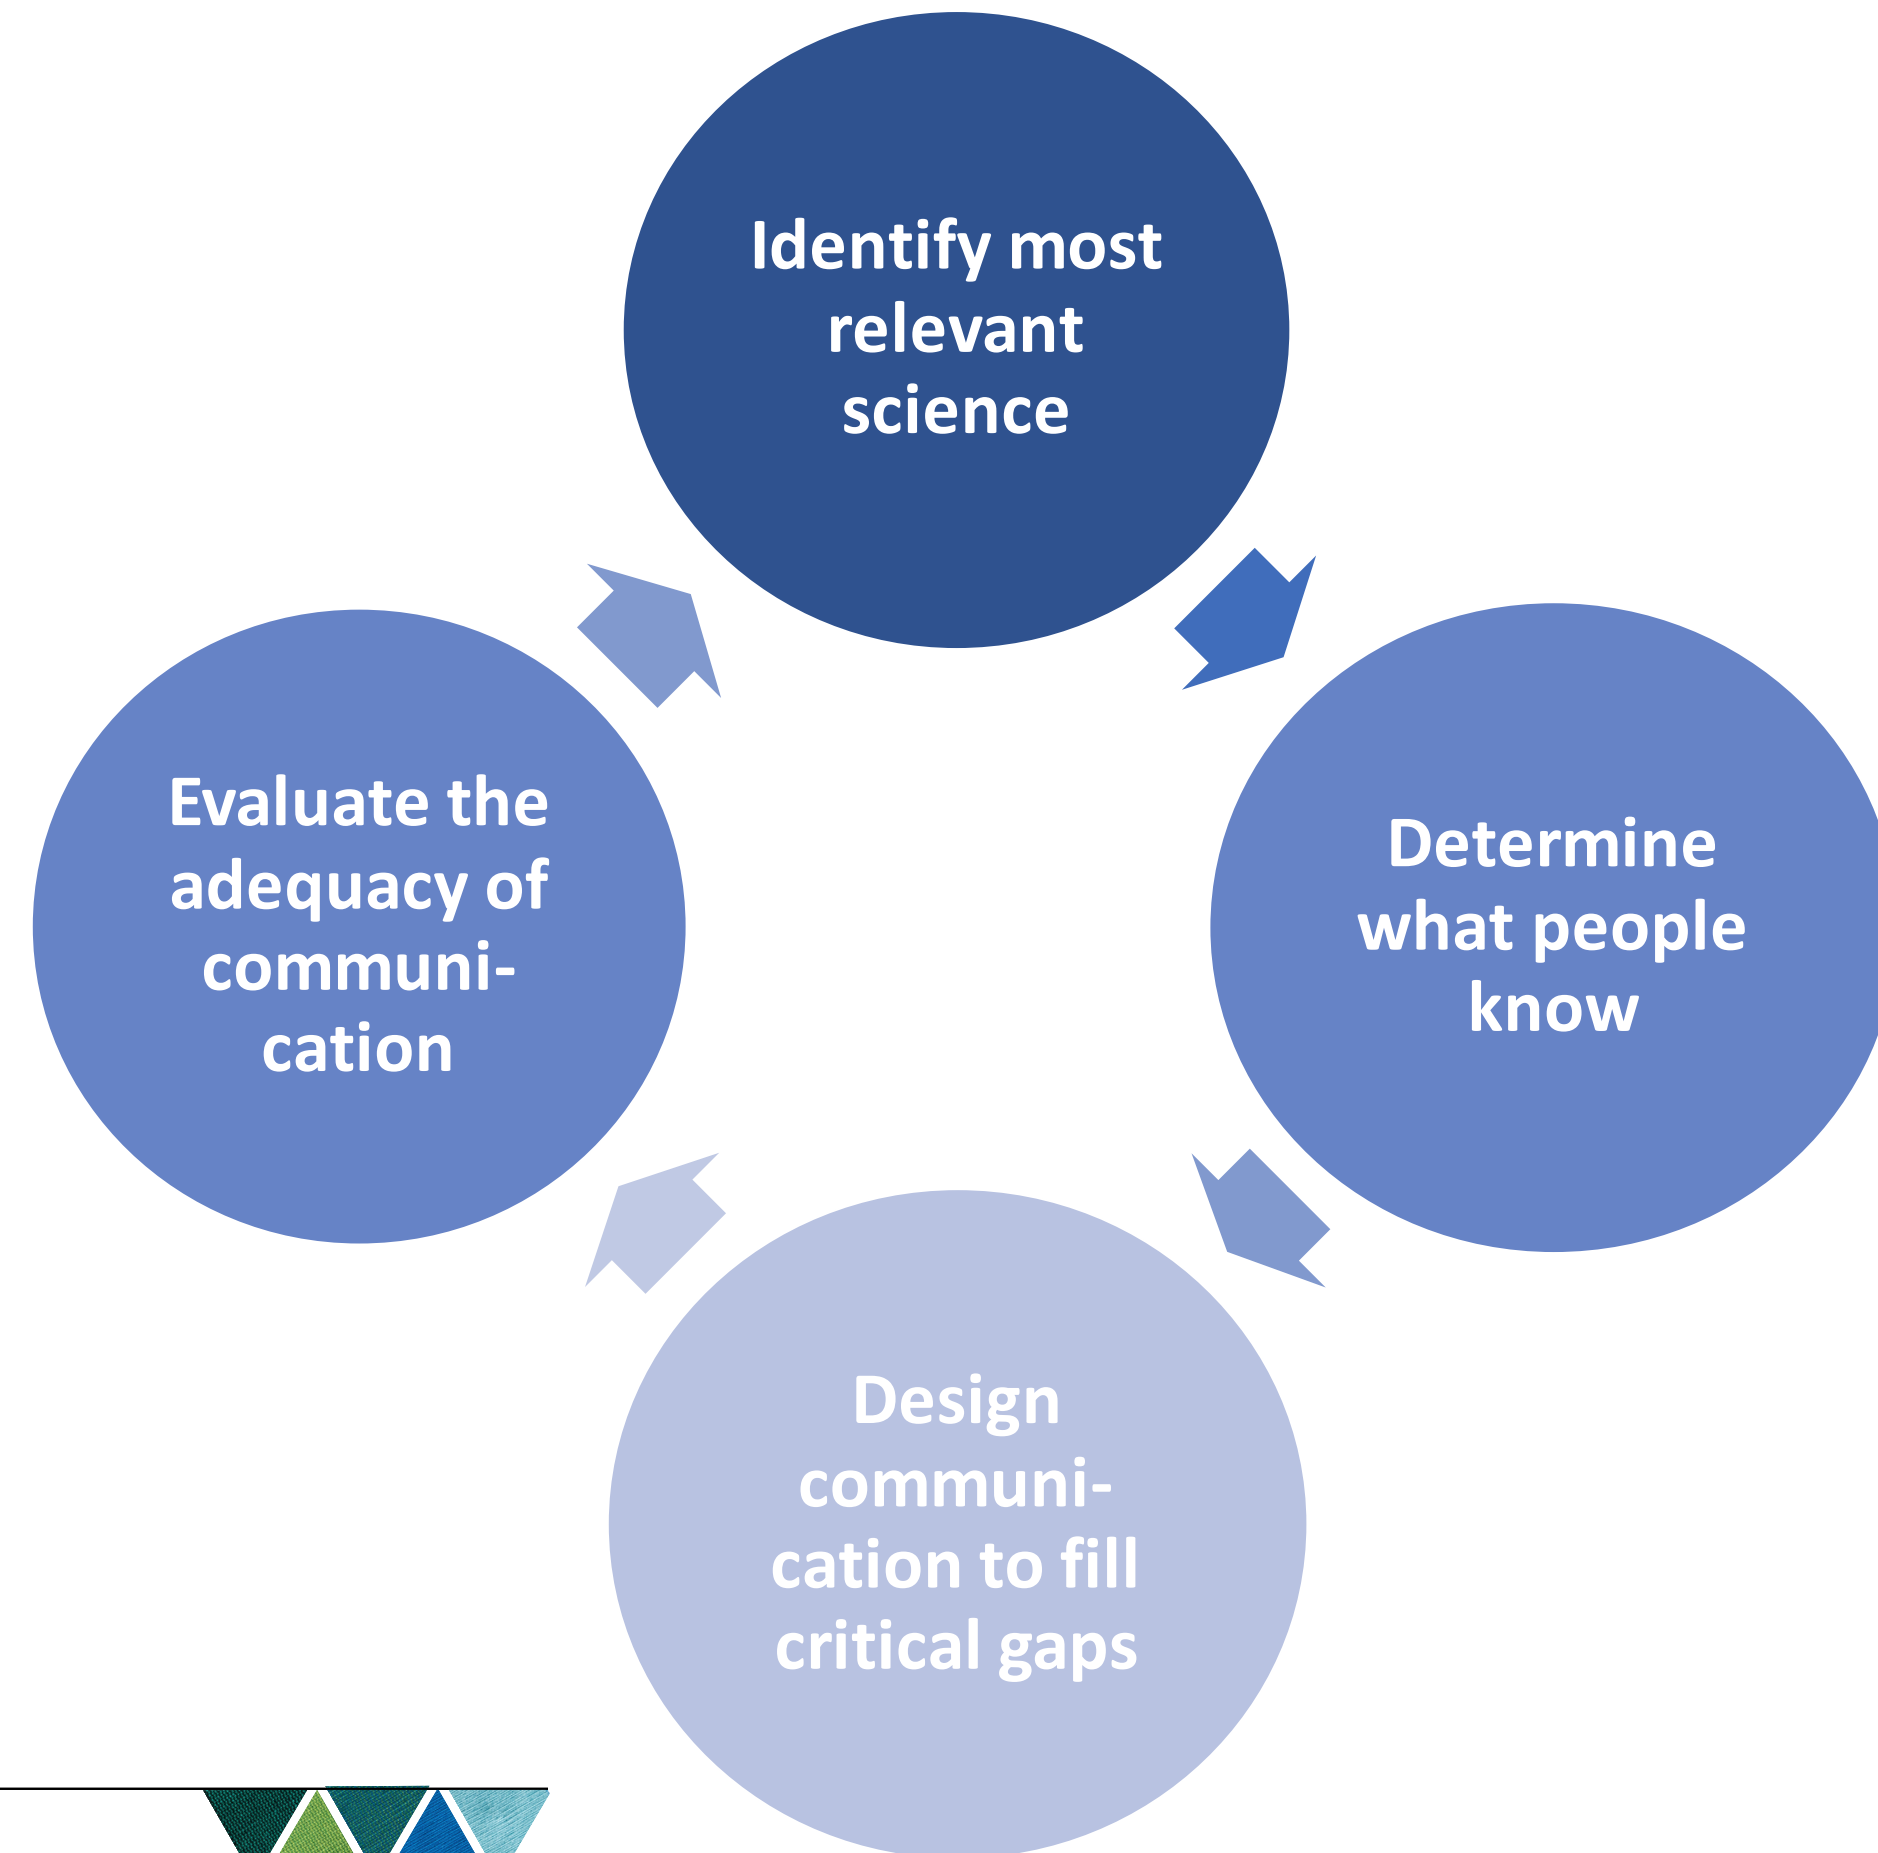 Identify most
relevant
science
Determine
what people
know
Design
communi-
cation to fill
critical gaps
Evaluate the
adequacy of
communi-
cation